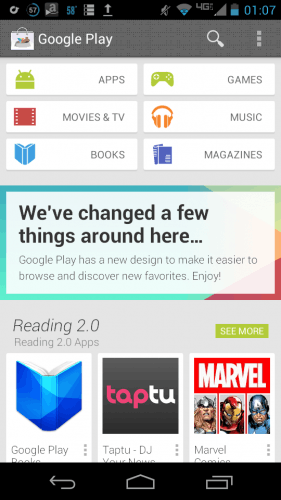 57 58° 4G 01:07
Google Play
APPS GAMES
MOVIES & TV MUSIC
BOOKS MAGAZINES
We've changed a few
things around here...
Google Play has a new design to make it easier to
browse and discover new favorites. Enjoy!
Reading 2.0 SEE MORE
Reading 2.0 Apps
taptu MARVEL
Google Play Taptu - DJ Marvel
Books Your News Comics